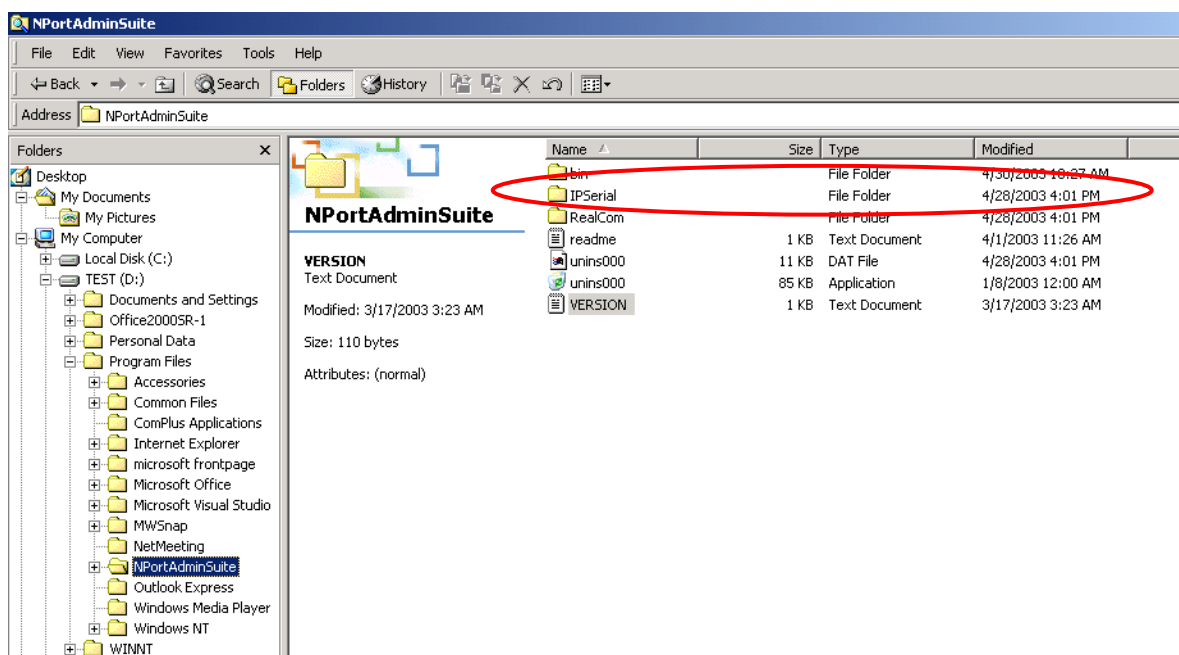 NPortAdminSuite
File Edit View Favorites Tools Help
Back Search Folders History
Address NPortAdminSuite
Folders x
Desktop
My Documents
My Pictures
My Computer
Local Disk (C:)
TEST (D:)
Documents and Settings
Office2000SR-1
Personal Data
Program Files
Accessories
Common Files
ComPlus Applications
Internet Explorer
microsoft frontpage
Microsoft Office
Microsoft Visual Studio
MWSnap
NetMeeting
NPortAdminSuite
Outlook Express
Windows Media Player
Windows NT
WINNT
NPortAdminSuite
VERSION
Text Document
Modified: 3/17/2003 3:23 AM
Size: 110 bytes
Attributes: (normal)
Name Size Type Modified
bin File Folder 4/30/2003 10:27 AM
IPSerial File Folder 4/28/2003 4:01 PM
RealCom File Folder 4/28/2003 4:01 PM
readme 1 KB Text Document 4/1/2003 11:26 AM
unins000 11 KB DAT File 4/28/2003 4:01 PM
unins000 85 KB Application 1/8/2003 12:00 AM
VERSION 1 KB Text Document 3/17/2003 3:23 AM